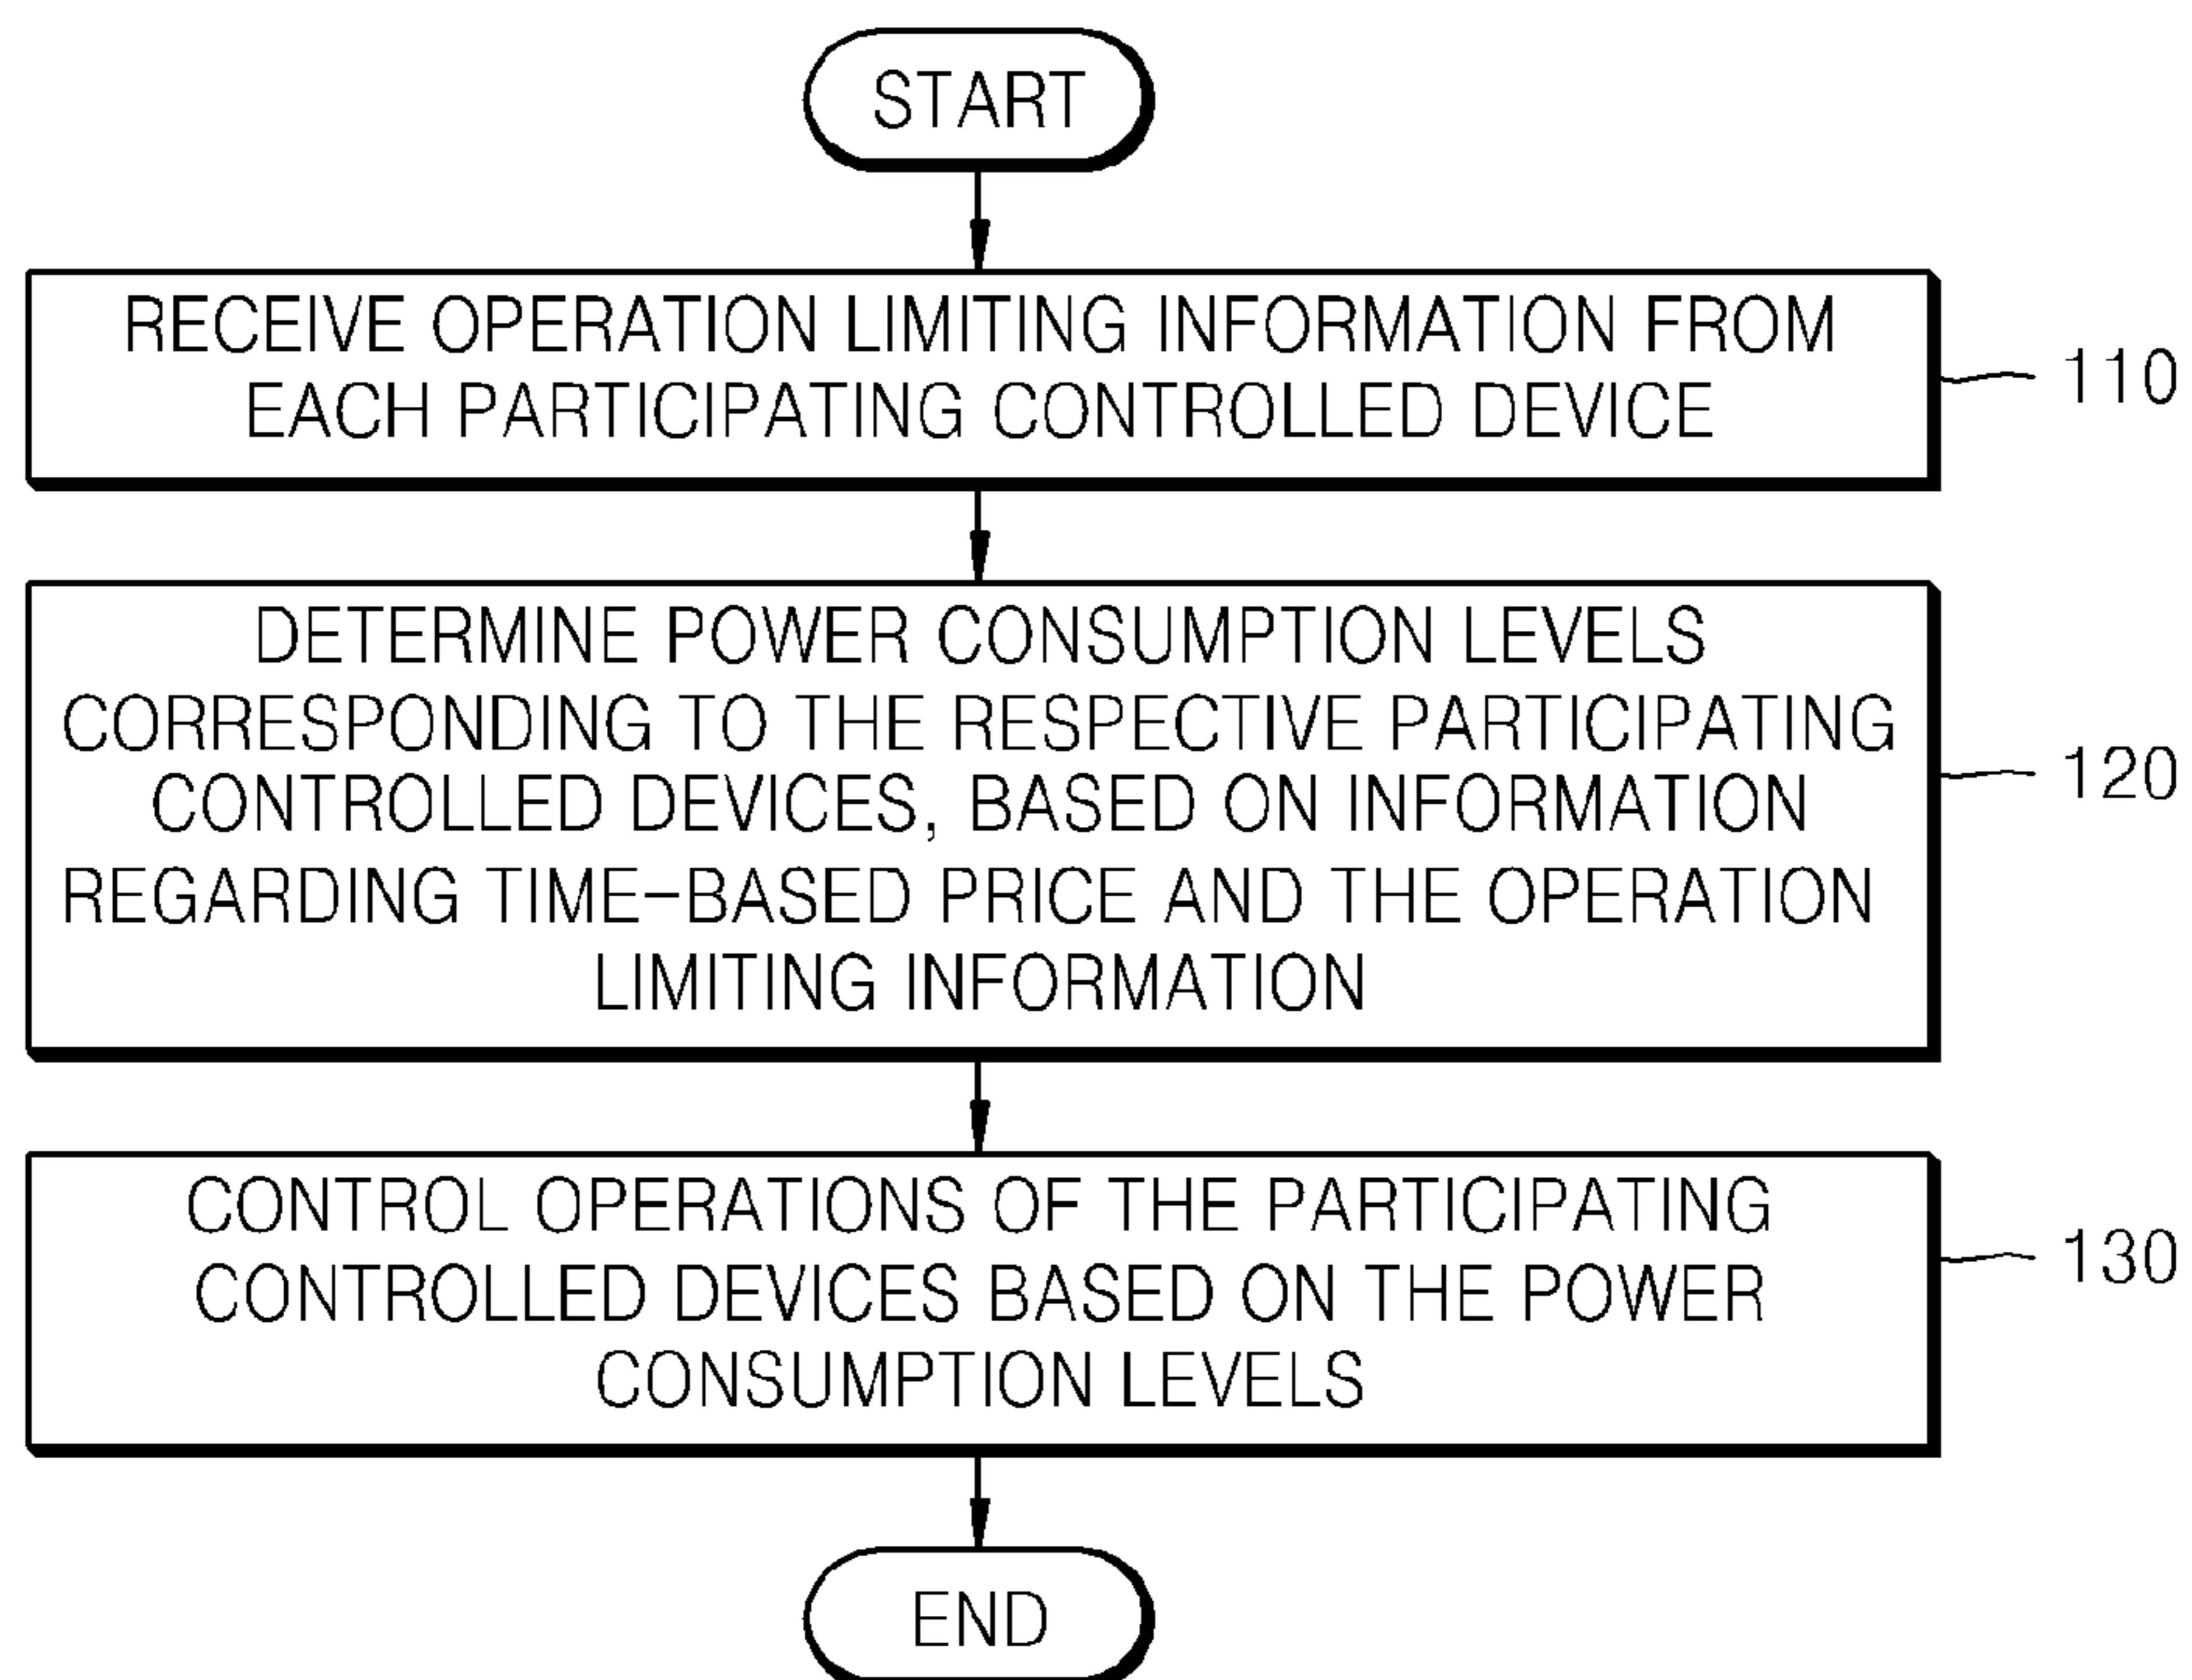 START
RECEIVE OPERATION LIMITING INFORMATION FROM
EACH PARTICIPATING CONTROLLED DEVICE
110
DETERMINE POWER CONSUMPTION LEVELS
CORRESPONDING TO THE RESPECTIVE PARTICIPATING
CONTROLLED DEVICES, BASED ON INFORMATION
REGARDING TIME-BASED PRICE AND THE OPERATION
LIMITING INFORMATION
120
CONTROL OPERATIONS OF THE PARTICIPATING
CONTROLLED DEVICES BASED ON THE POWER
CONSUMPTION LEVELS
130
END